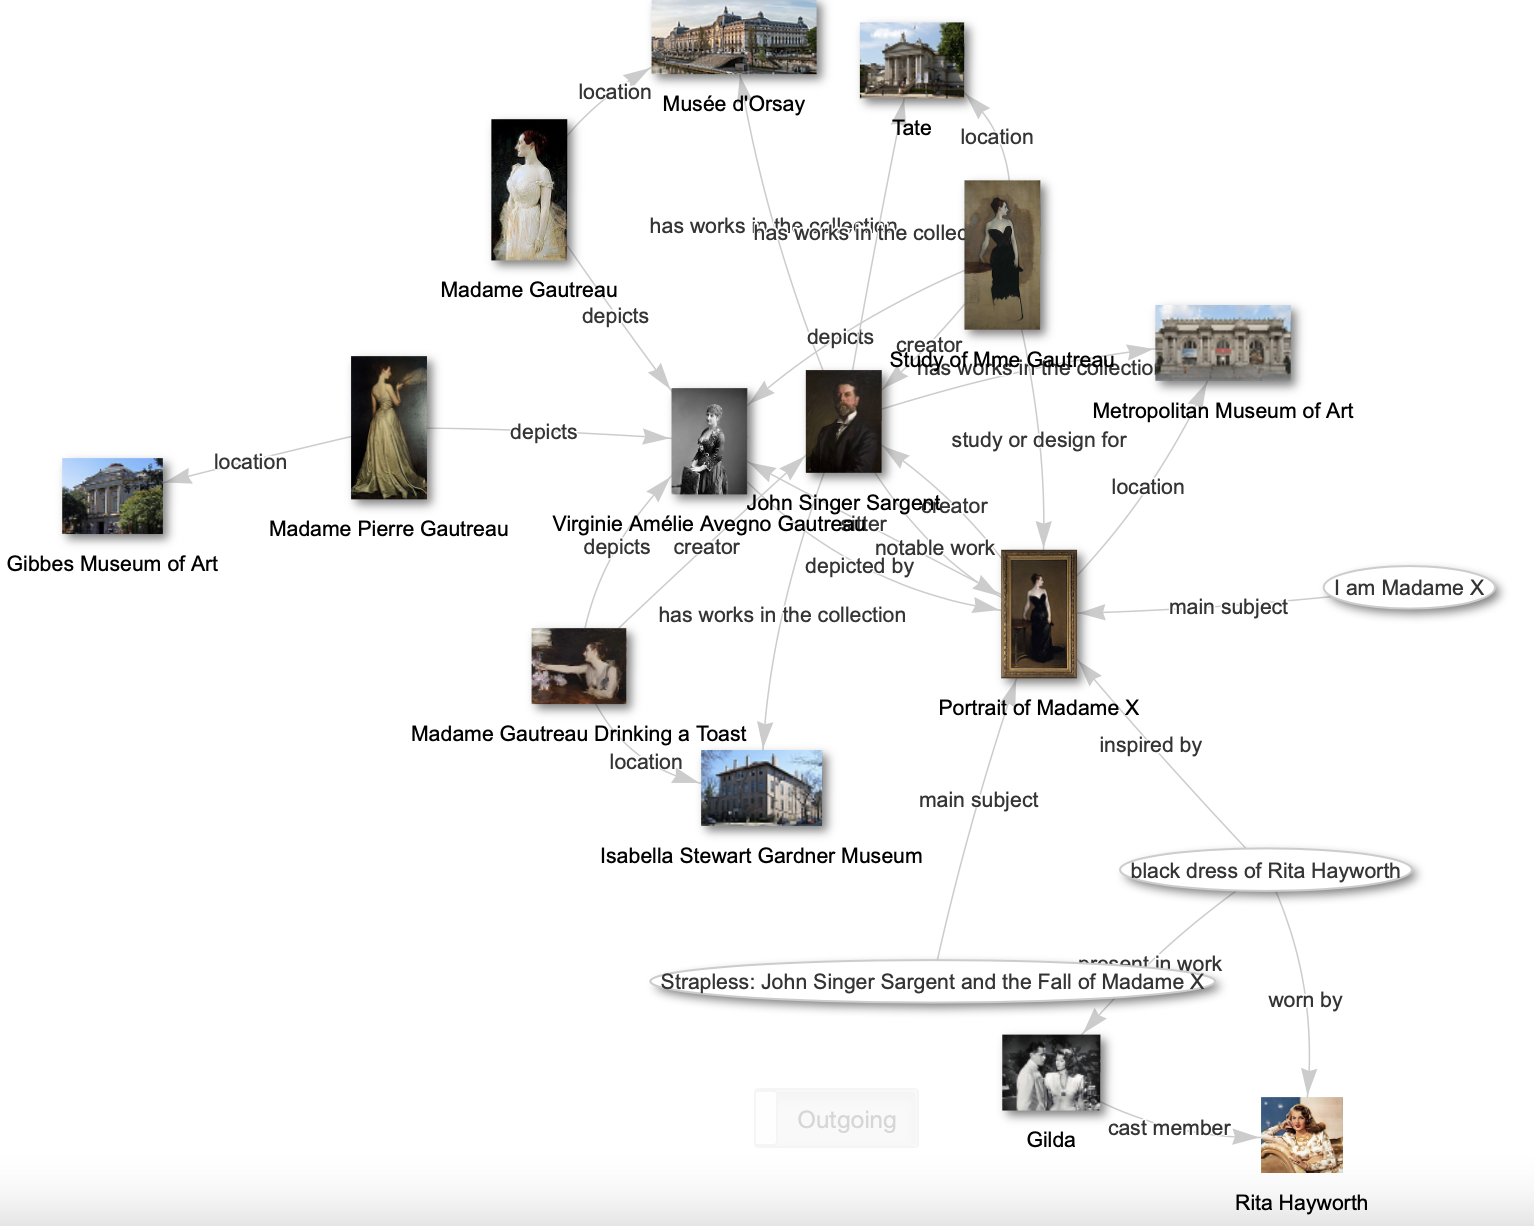 location
Musée d'Orsay
Tate
location
has works in the collection
has works in the collec
Madame Gautreau
depicts
depicts
creator
Study of Mme Gautreau
has works in the collectio
Metropolitan Museum of Art
depicts
study or design for
location
location
John Singer Sargent
creator
Virginie Amélie Avegno Gautreau
sitter
Madame Pierre Gautreau
depicts
creator
notable work
Gibbes Museum of Art
depicted by
I am Madame X
main subject
has works in the collection
Portrait of Madame X
Madame Gautreau Drinking a Toast
inspired by
location
main subject
Isabella Stewart Gardner Museum
black dress of Rita Hayworth
present in work
Strapless: John Singer Sargent and the Fall of Madame X
worn by
Outgoing
cast member
Gilda
Rita Hayworth